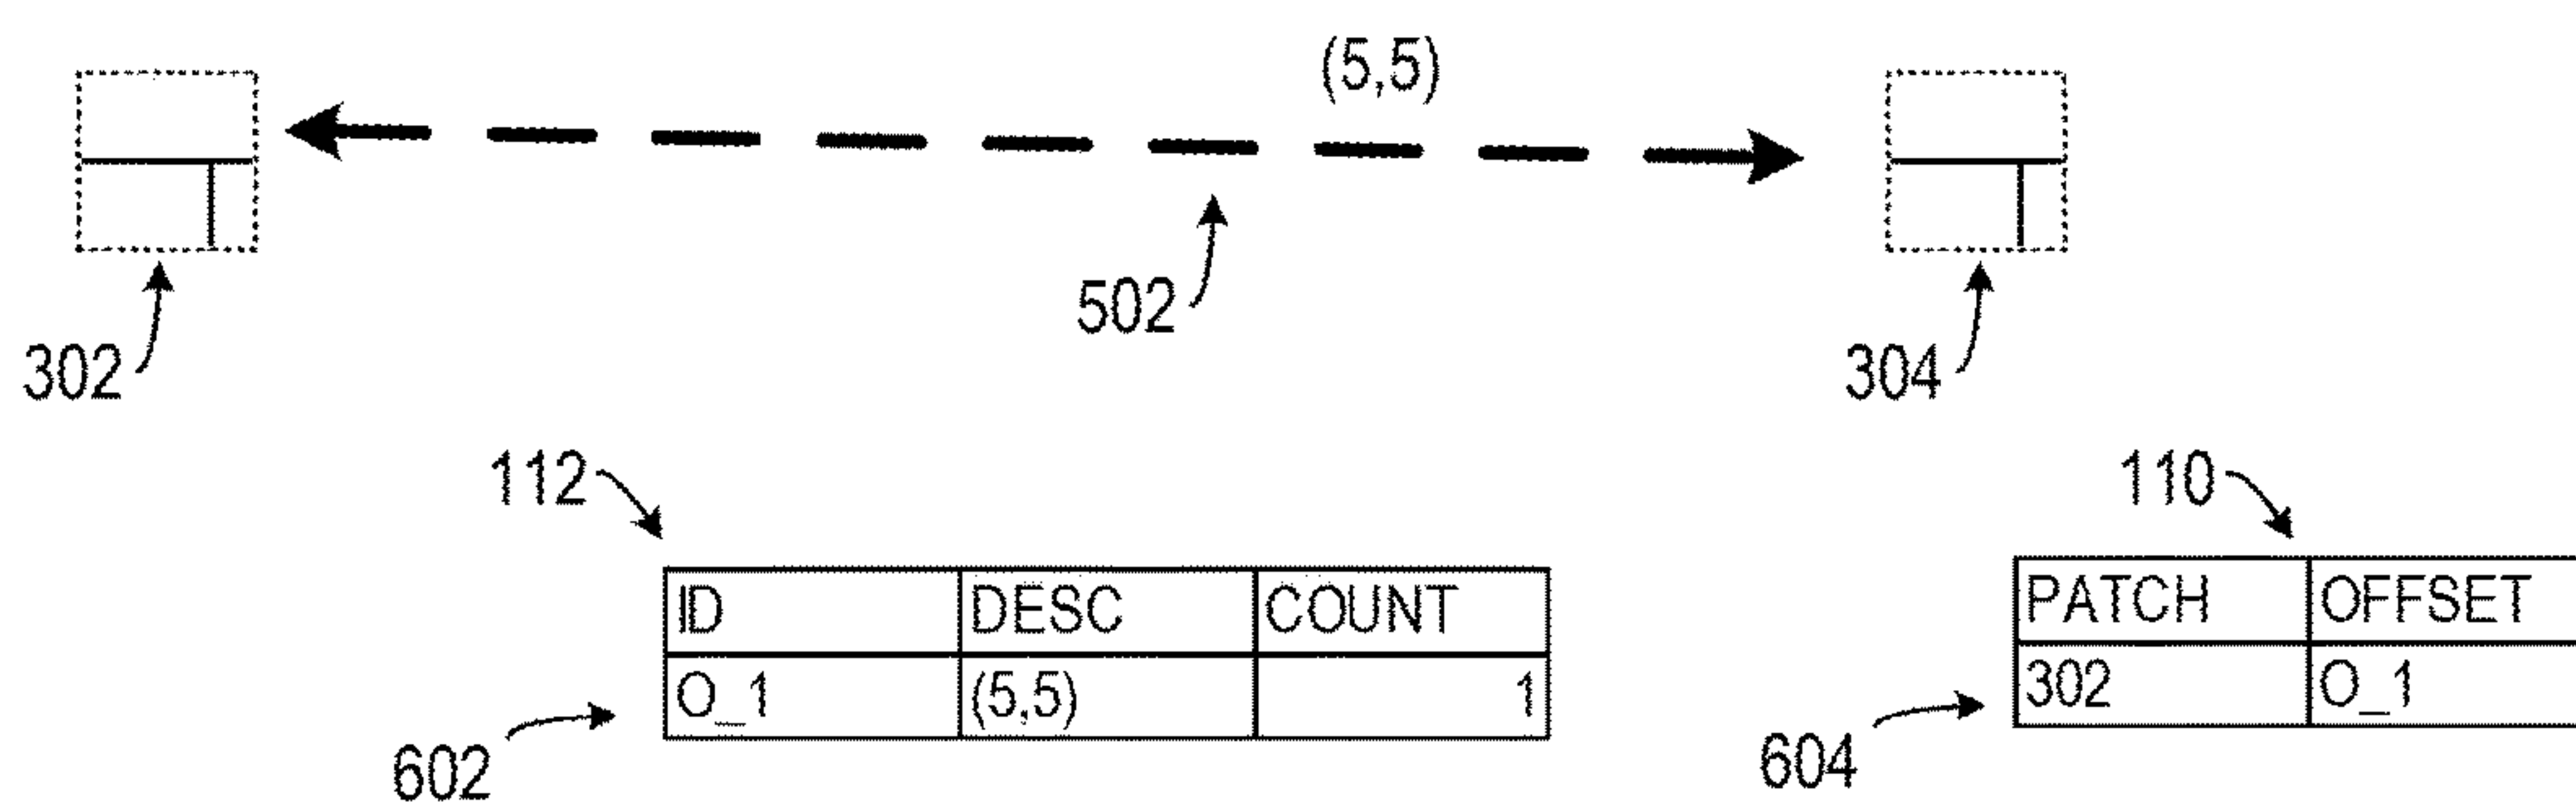 (5,5)
502
302
304
112
110
ID DESC COUNT
O_1 (5,5) 1
PATCH OFFSET
302 O_1
602
604